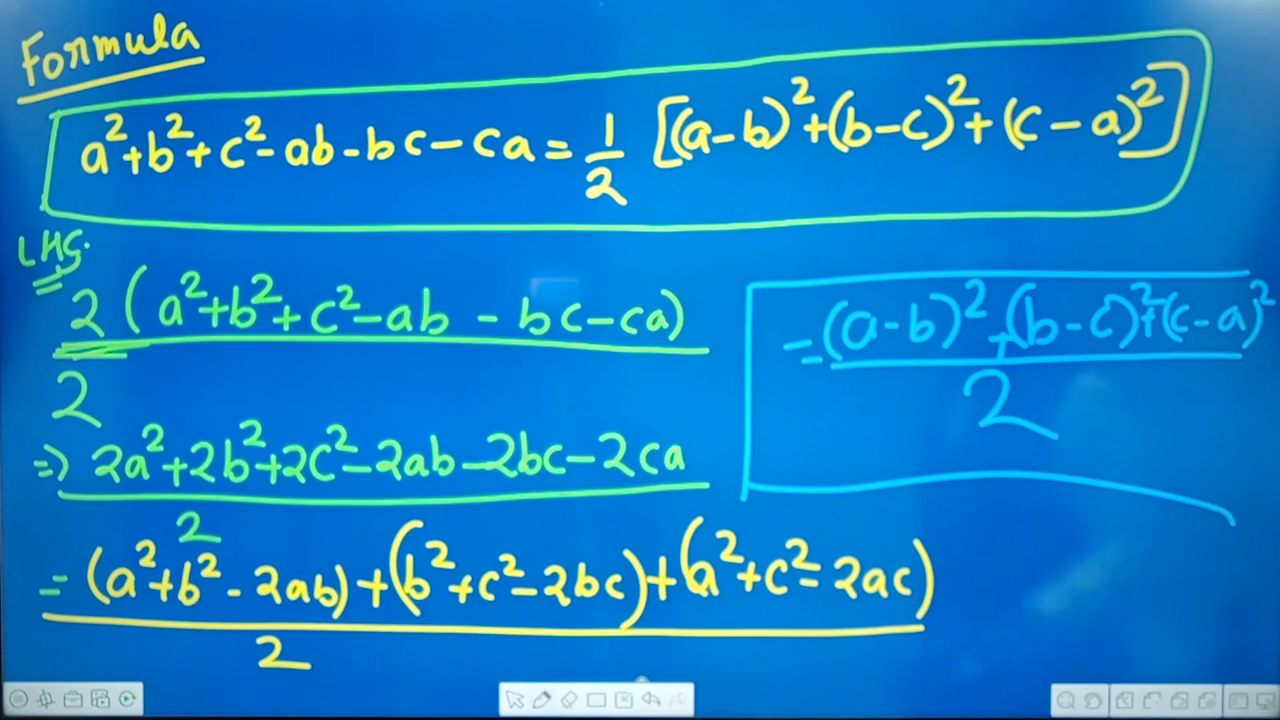 Formula
a²+b²+c²-ab-bc-ca=1/2 [(a-b)²+(b-c)²+(c-a)²]
LHS.
2(a²+b²+c²-ab-bc-ca)
2
=> 2a²+2b²+2c²-2ab-2bc-2ca
2
= (a²+b²-2ab)+(b²+c²-2bc)+(a²+c²-2ac)
2
=(a-b)²+(b-c)²+(c-a)²
2